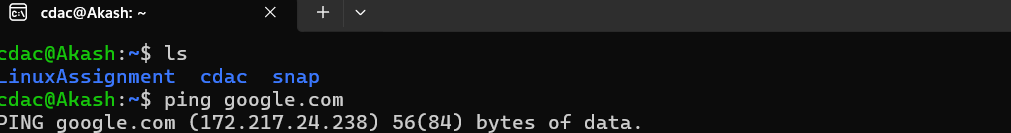 cdac@Akash: ~
cdac@Akash:~$ ls
LinuxAssignment  cdac  snap
cdac@Akash:~$ ping google.com
PING google.com (172.217.24.238) 56(84) bytes of data.